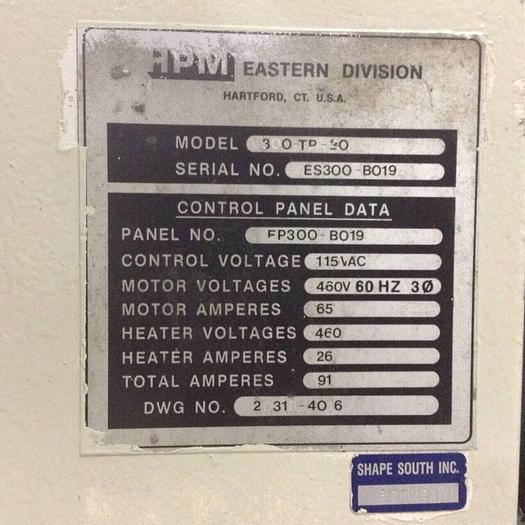 HPM EASTERN DIVISION
HARTFORD, CT. U.S.A.
MODEL
SERIAL NO. ES300-B019
CONTROL PANEL DATA
PANEL NO. EP300-B019
CONTROL VOLTAGE 115VAC
MOTOR VOLTAGES 460V 60 HZ 3Ø
MOTOR AMPERES 65
HEATER VOLTAGES 460
HEATER AMPERES 26
TOTAL AMPERES 91
DWG NO.
SHAPE SOUTH INC.